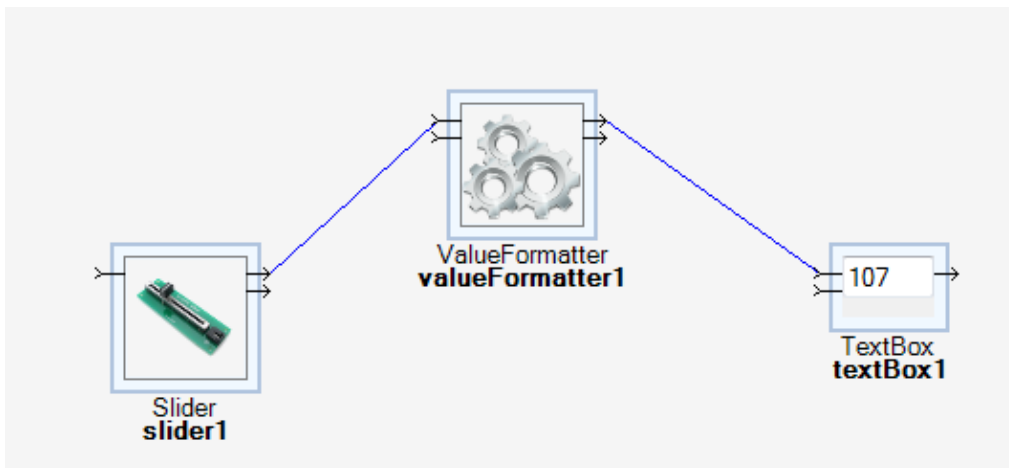 ValueFormatter
valueFormatter1
107
TextBox
textBox1
Slider
slider1